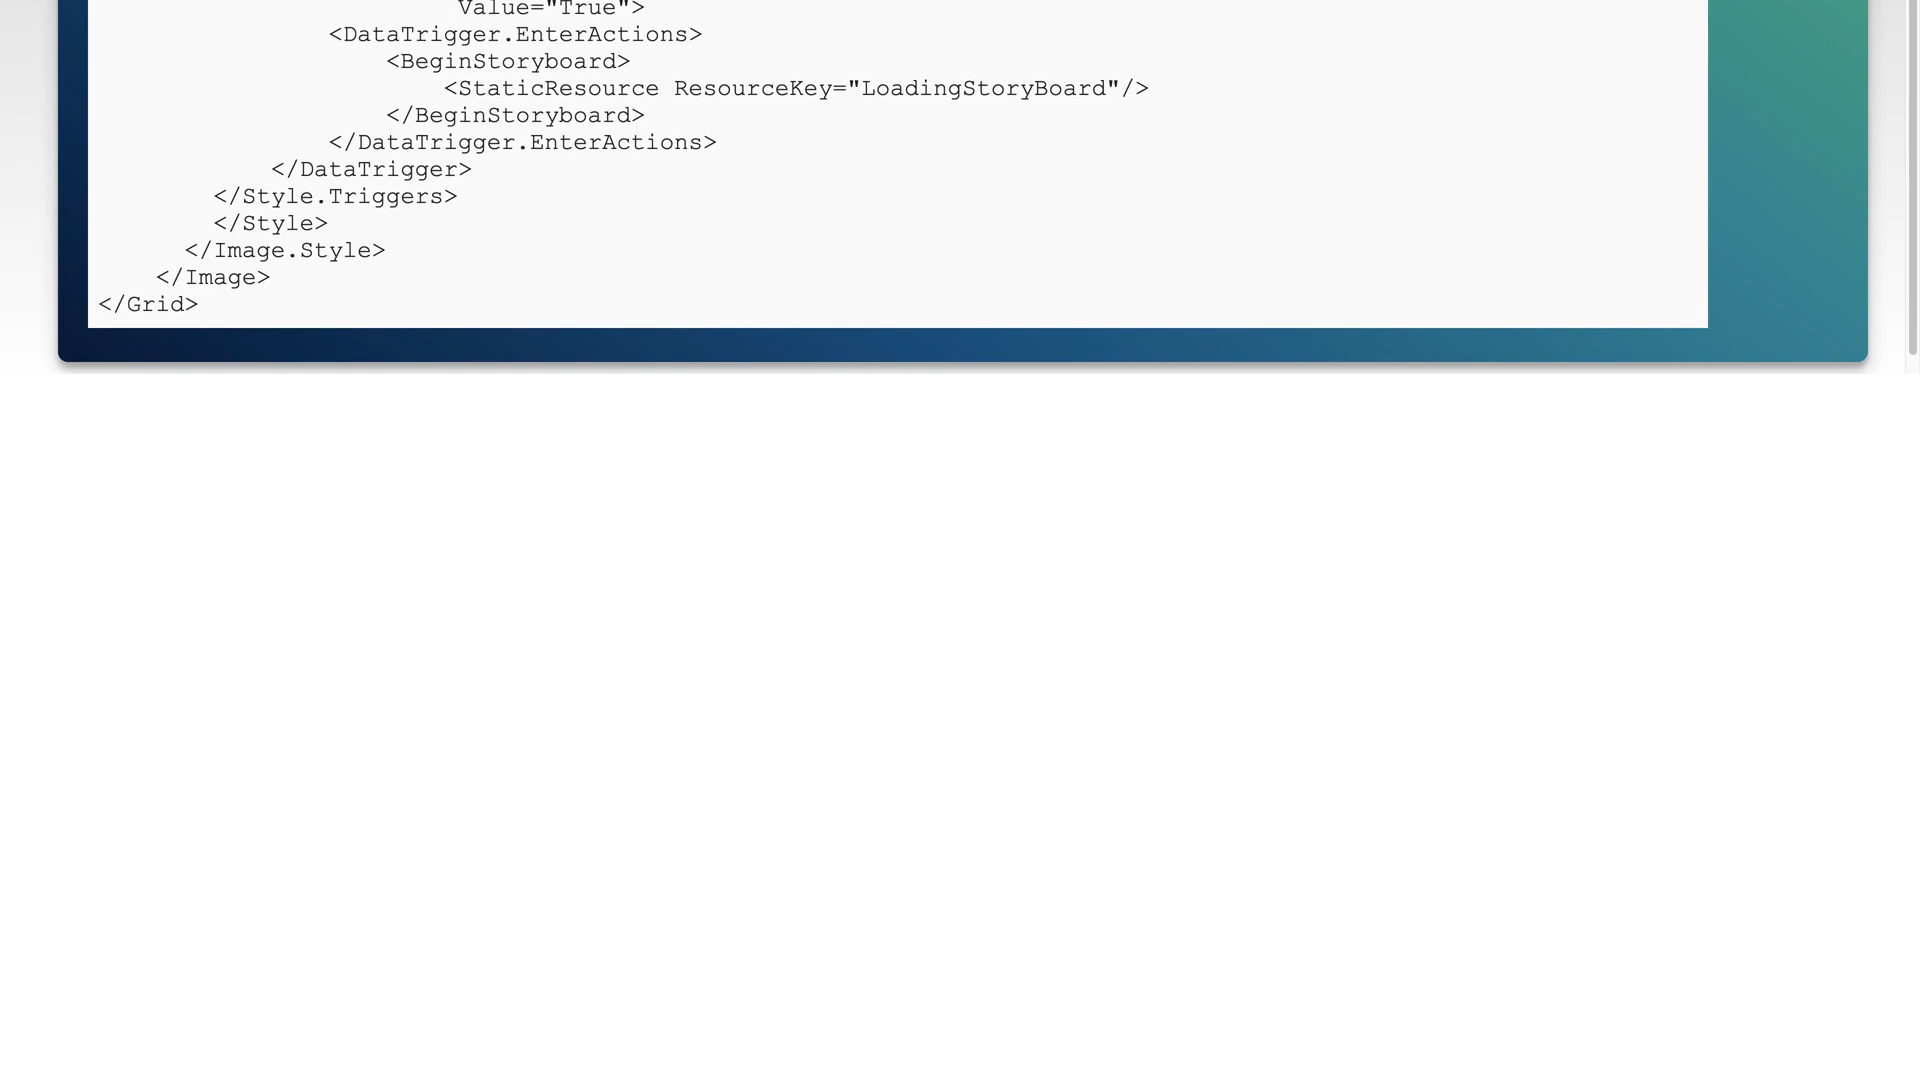 Value="True">
<DataTrigger.EnterActions>
<BeginStoryboard>
<StaticResource ResourceKey="LoadingStoryBoard"/>
</BeginStoryboard>
</DataTrigger.EnterActions>
</DataTrigger>
</Style.Triggers>
</Style>
</Image.Style>
</Image>
</Grid>